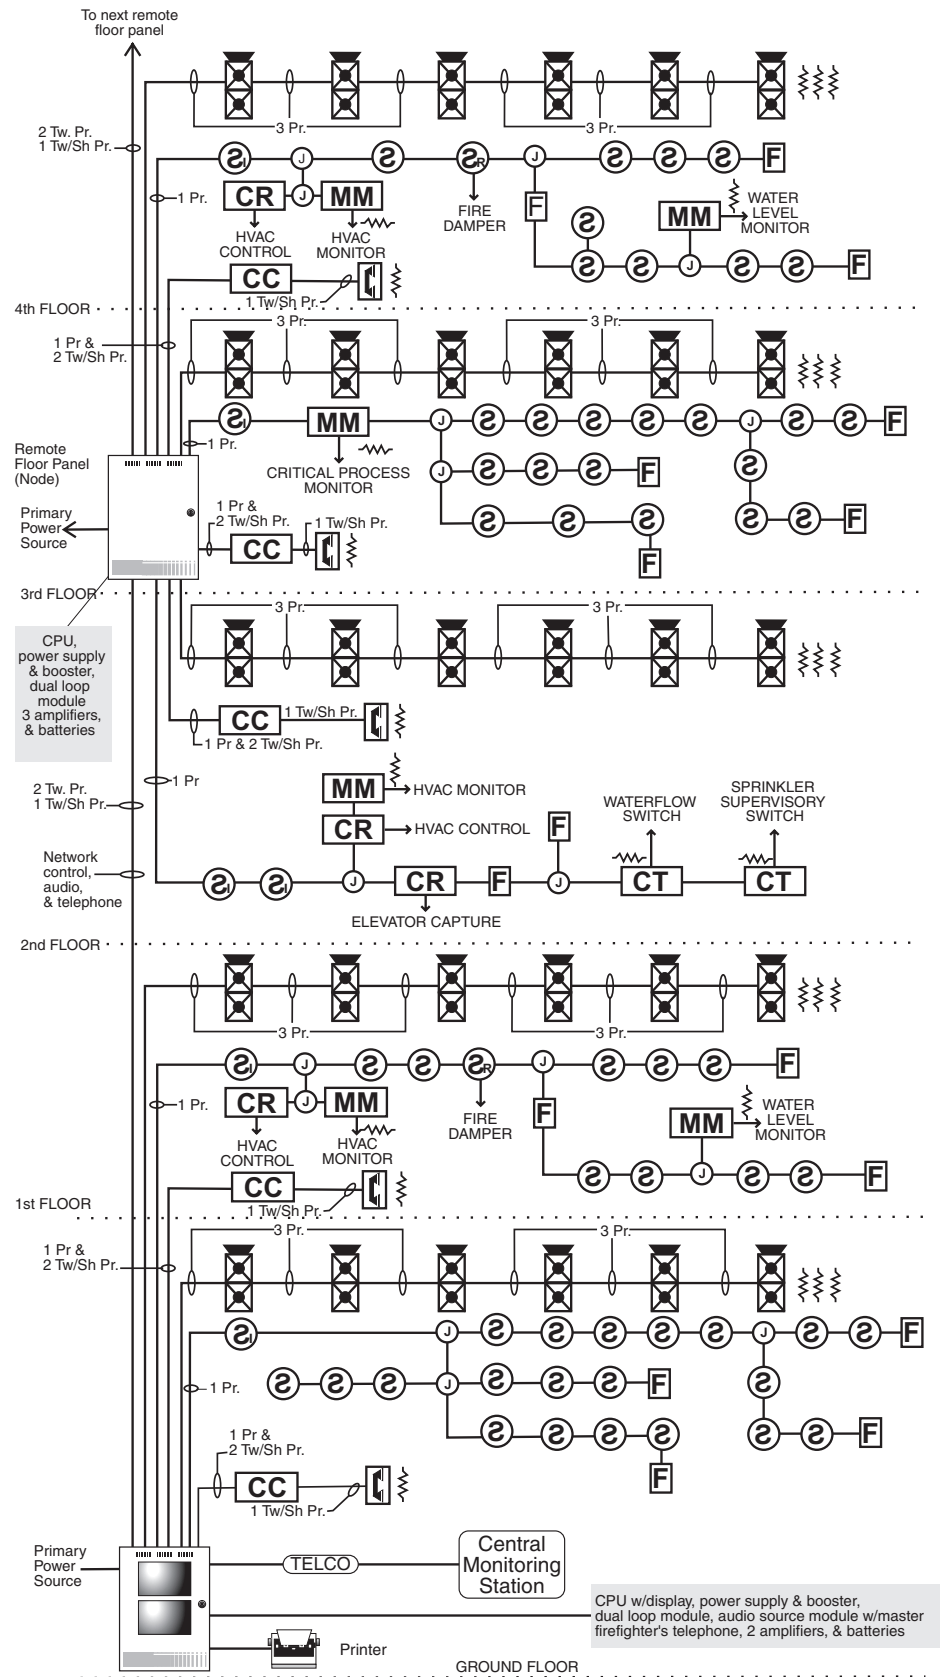 To next remote
floor panel
3 Pr.
3 Pr.
2 Tw. Pr.
1 Tw/Sh Pr.
S I
J
S
S R
J
S
S
S
F
1 Pr.
CR
J
MM
F
S
MM
WATER
LEVEL
MONITOR
FIRE
DAMPER
HVAC
CONTROL
HVAC
MONITOR
S
S
J
S
S
F
CC
1 Tw/Sh Pr.
4th FLOOR
3 Pr.
3 Pr.
1 Pr &
2 Tw/Sh Pr.
S I
MM
J
S
S
S
S
S
J
S
S
F
1 Pr.
CRITICAL PROCESS
MONITOR
J
S
S
S
F
S
Remote
Floor Panel
(Node)
Primary
Power
Source
1 Pr &
2 Tw/Sh Pr.
1 Tw/Sh Pr.
S
S
S
S
S
F
CC
F
3rd FLOOR
3 Pr.
3 Pr.
CPU,
power supply
& booster,
dual loop
module
3 amplifiers,
& batteries
CC
1 Tw/Sh Pr.
1 Pr & 2 Tw/Sh Pr.
1 Pr
2 Tw. Pr.
1 Tw/Sh Pr.
MM
HVAC MONITOR
CR
HVAC CONTROL
F
WATERFLOW
SWITCH
SPRINKLER
SUPERVISORY
SWITCH
Network
control,
audio,
& telephone
S I
S I
J
CR
F
J
CT
CT
ELEVATOR CAPTURE
2nd FLOOR
3 Pr.
3 Pr.
S I
J
S
S
S R
J
S
S
S
F
1 Pr.
CR
J
MM
F
MM
WATER
LEVEL
MONITOR
FIRE
DAMPER
HVAC
CONTROL
HVAC
MONITOR
S
S
J
S
S
F
CC
1 Tw/Sh Pr.
1st FLOOR
3 Pr.
3 Pr.
1 Pr &
2 Tw/Sh Pr.
S I
J
S
S
S
S
S
J
S
S
F
1 Pr.
S
S
S
J
S
S
S
F
S
1 Pr &
2 Tw/Sh Pr.
S
S
S
S
S
S
F
F
CC
1 Tw/Sh Pr.
Primary
Power
Source
TELCO
Central
Monitoring
Station
CPU w/display, power supply & booster,
dual loop module, audio source module w/master
firefighter's telephone, 2 amplifiers, & batteries
Printer
GROUND FLOOR